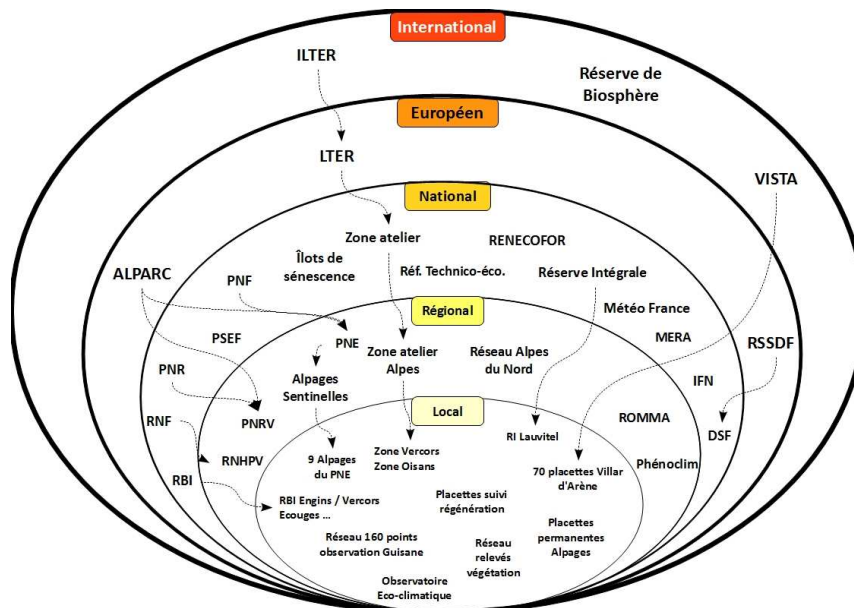 International
ILTER
Réserve de
Biosphère
Européen
LTER
VISTA
National
Zone atelier
RENECOFOR
Îlots de
sénescence
ALPARC
PNF
Réf. Technico-éco.
Réserve Intégrale
Régional
Météo France
PSEF
PNE
Zone atelier
Alpes
Réseau Alpes
du Nord
MERA
RSSDF
PNR
Alpages
Sentinelles
IFN
Local
RNF
PNRV
ROMMA
DSF
RI Lauvitel
Zone Vercors
Zone Oisans
RNHPV
9 Alpages
du PNE
70 placettes Villar
d'Arène
Phénoclim
RBI
RBI Engins / Vercors
Ecouges ...
Placettes suivi
régénération
Réseau 160 points
observation Guisane
Réseau
relevés
végétation
Placettes
permanentes
Alpages
Observatoire
Eco-climatique